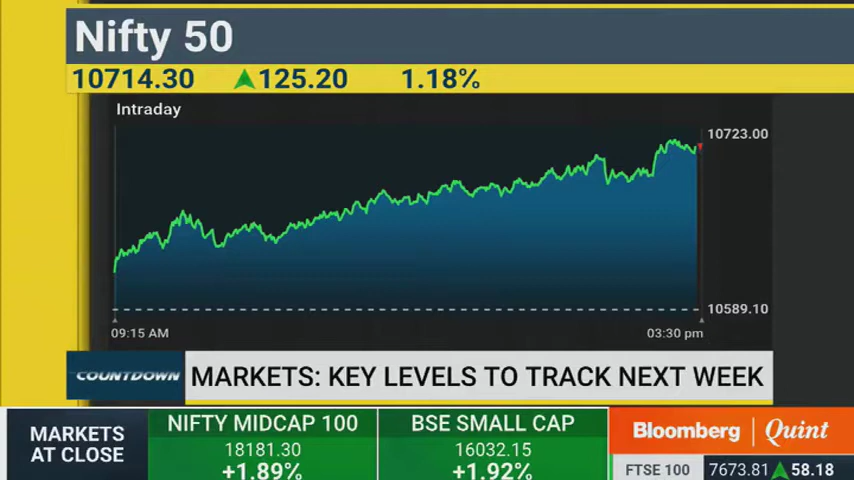 Nifty 50
10714.30 ▲125.20 1.18%
Intraday
10723.00
10589.10
09:15 AM 03:30 pm
COUNTDOWN
MARKETS: KEY LEVELS TO TRACK NEXT WEEK
MARKETS AT CLOSE
NIFTY MIDCAP 100
18181.30
+1.89%
BSE SMALL CAP
16032.15
+1.92%
Bloomberg | Quint
FTSE 100 7673.81 ▲ 58.18